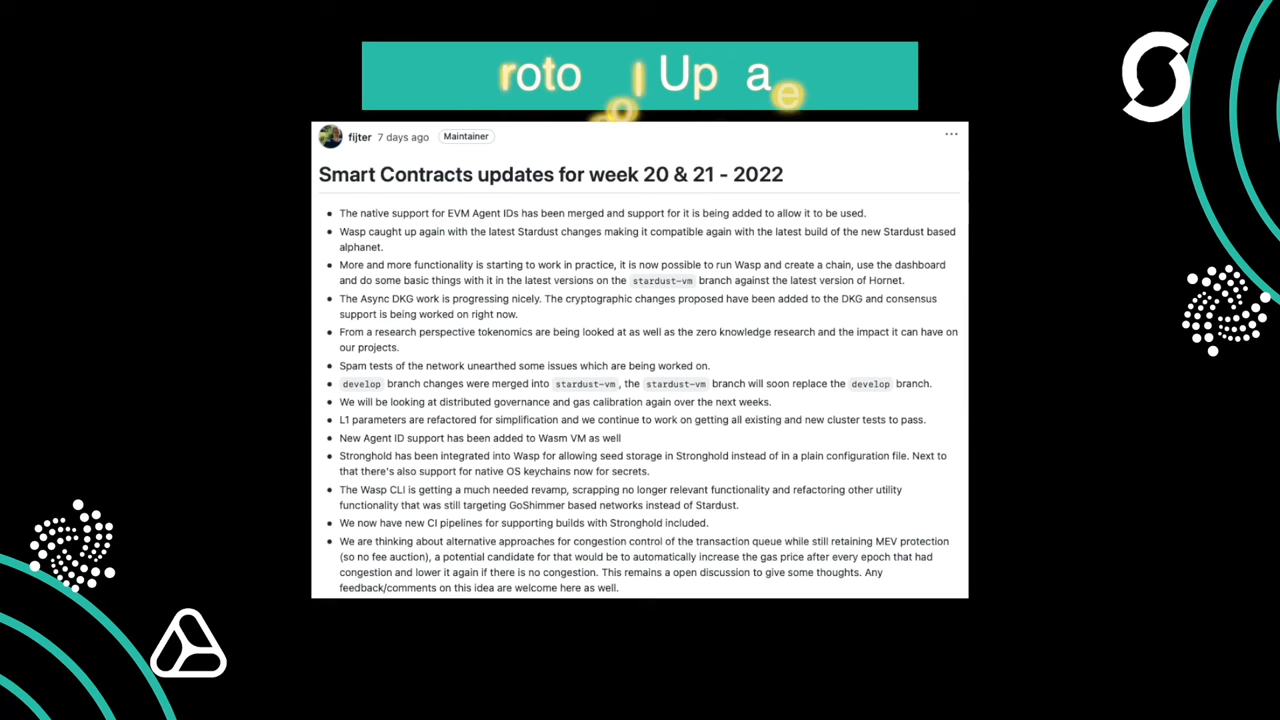 roto l Up a e
o
fijter 7 days ago Maintainer
Smart Contracts updates for week 20 & 21 - 2022
The native support for EVM Agent IDs has been merged and support for it is being added to allow it to be used.
Wasp caught up again with the latest Stardust changes making it compatible again with the latest build of the new Stardust based
alphanet.
More and more functionality is starting to work in practice, it is now possible to run Wasp and create a chain, use the dashboard
and do some basic things with it in the latest versions on the stardust-vm branch against the latest version of Hornet.
The Async DKG work is progressing nicely. The cryptographic changes proposed have been added to the DKG and consensus
support is being worked on right now.
From a research perspective tokenomics are being looked at as well as the zero knowledge research and the impact it can have on
our projects.
Spam tests of the network unearthed some issues which are being worked on.
develop branch changes were merged into stardust-vm, the stardust-vm branch will soon replace the develop branch.
We will be looking at distributed governance and gas calibration again over the next weeks.
L1 parameters are refactored for simplification and we continue to work on getting all existing and new cluster tests to pass.
New Agent ID support has been added to Wasm VM as well
Stronghold has been integrated into Wasp for allowing seed storage in Stronghold instead of in a plain configuration file. Next to
that there's also support for native OS keychains now for secrets.
The Wasp CLI is getting a much needed revamp, scrapping no longer relevant functionality and refactoring other utility
functionality that was still targeting GoShimmer based networks instead of Stardust.
We now have new CI pipelines for supporting builds with Stronghold included.
We are thinking about alternative approaches for congestion control of the transaction queue while still retaining MEV protection
(so no fee auction), a potential candidate for that would be to automatically increase the gas price after every epoch that had
congestion and lower it again if there is no congestion. This remains a open discussion to give some thoughts. Any
feedback/comments on this idea are welcome here as well.